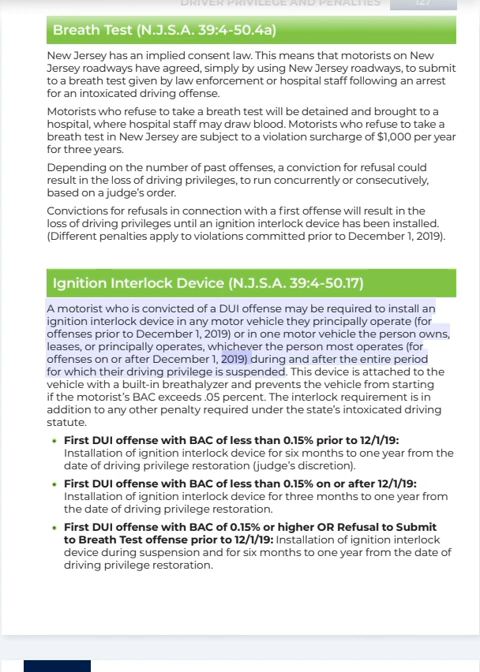 DRIVER PRIVILEGE AND PENALTIES 127
Breath Test (N.J.S.A. 39:4-50.4a)
New Jersey has an implied consent law. This means that motorists on New
Jersey roadways have agreed, simply by using New Jersey roadways, to submit
to a breath test given by law enforcement or hospital staff following an arrest
for an intoxicated driving offense.
Motorists who refuse to take a breath test will be detained and brought to a
hospital, where hospital staff may draw blood. Motorists who refuse to take a
breath test in New Jersey are subject to a violation surcharge of $1,000 per year
for three years.
Depending on the number of past offenses, a conviction for refusal could
result in the loss of driving privileges, to run concurrently or consecutively,
based on a judge's order.
Convictions for refusals in connection with a first offense will result in the
loss of driving privileges until an ignition interlock device has been installed.
(Different penalties apply to violations committed prior to December 1, 2019).
Ignition Interlock Device (N.J.S.A. 39:4-50.17)
A motorist who is convicted of a DUI offense may be required to install an
ignition interlock device in any motor vehicle they principally operate (for
offenses prior to December 1, 2019) or in one motor vehicle the person owns,
leases, or principally operates, whichever the person most operates (for
offenses on or after December 1, 2019) during and after the entire period
for which their driving privilege is suspended. This device is attached to the
vehicle with a built-in breathalyzer and prevents the vehicle from starting
if the motorist's BAC exceeds .05 percent. The interlock requirement is in
addition to any other penalty required under the state's intoxicated driving
statute.
• First DUI offense with BAC of less than 0.15% prior to 12/1/19:
Installation of ignition interlock device for six months to one year from the
date of driving privilege restoration (judge's discretion).
• First DUI offense with BAC of less than 0.15% on or after 12/1/19:
Installation of ignition interlock device for three months to one year from
the date of driving privilege restoration.
• First DUI offense with BAC of 0.15% or higher OR Refusal to Submit
to Breath Test offense prior to 12/1/19: Installation of ignition interlock
device during suspension and for six months to one year from the date of
driving privilege restoration.